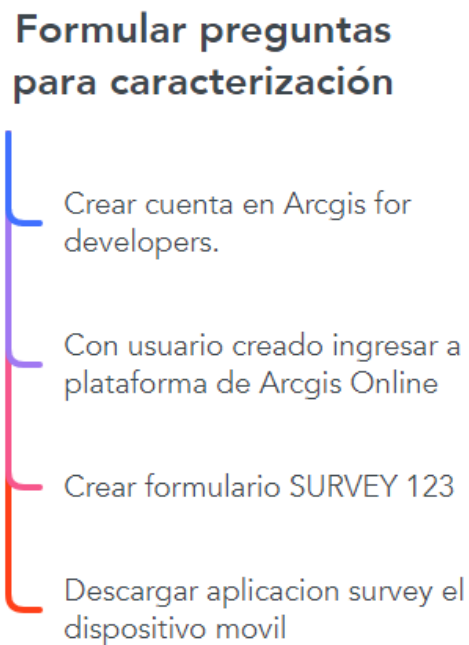 Formular preguntas
para caracterización
Crear cuenta en Arcgis for
developers.
Con usuario creado ingresar a
plataforma de Arcgis Online
Crear formulario SURVEY 123
Descargar aplicacion survey el
dispositivo movil